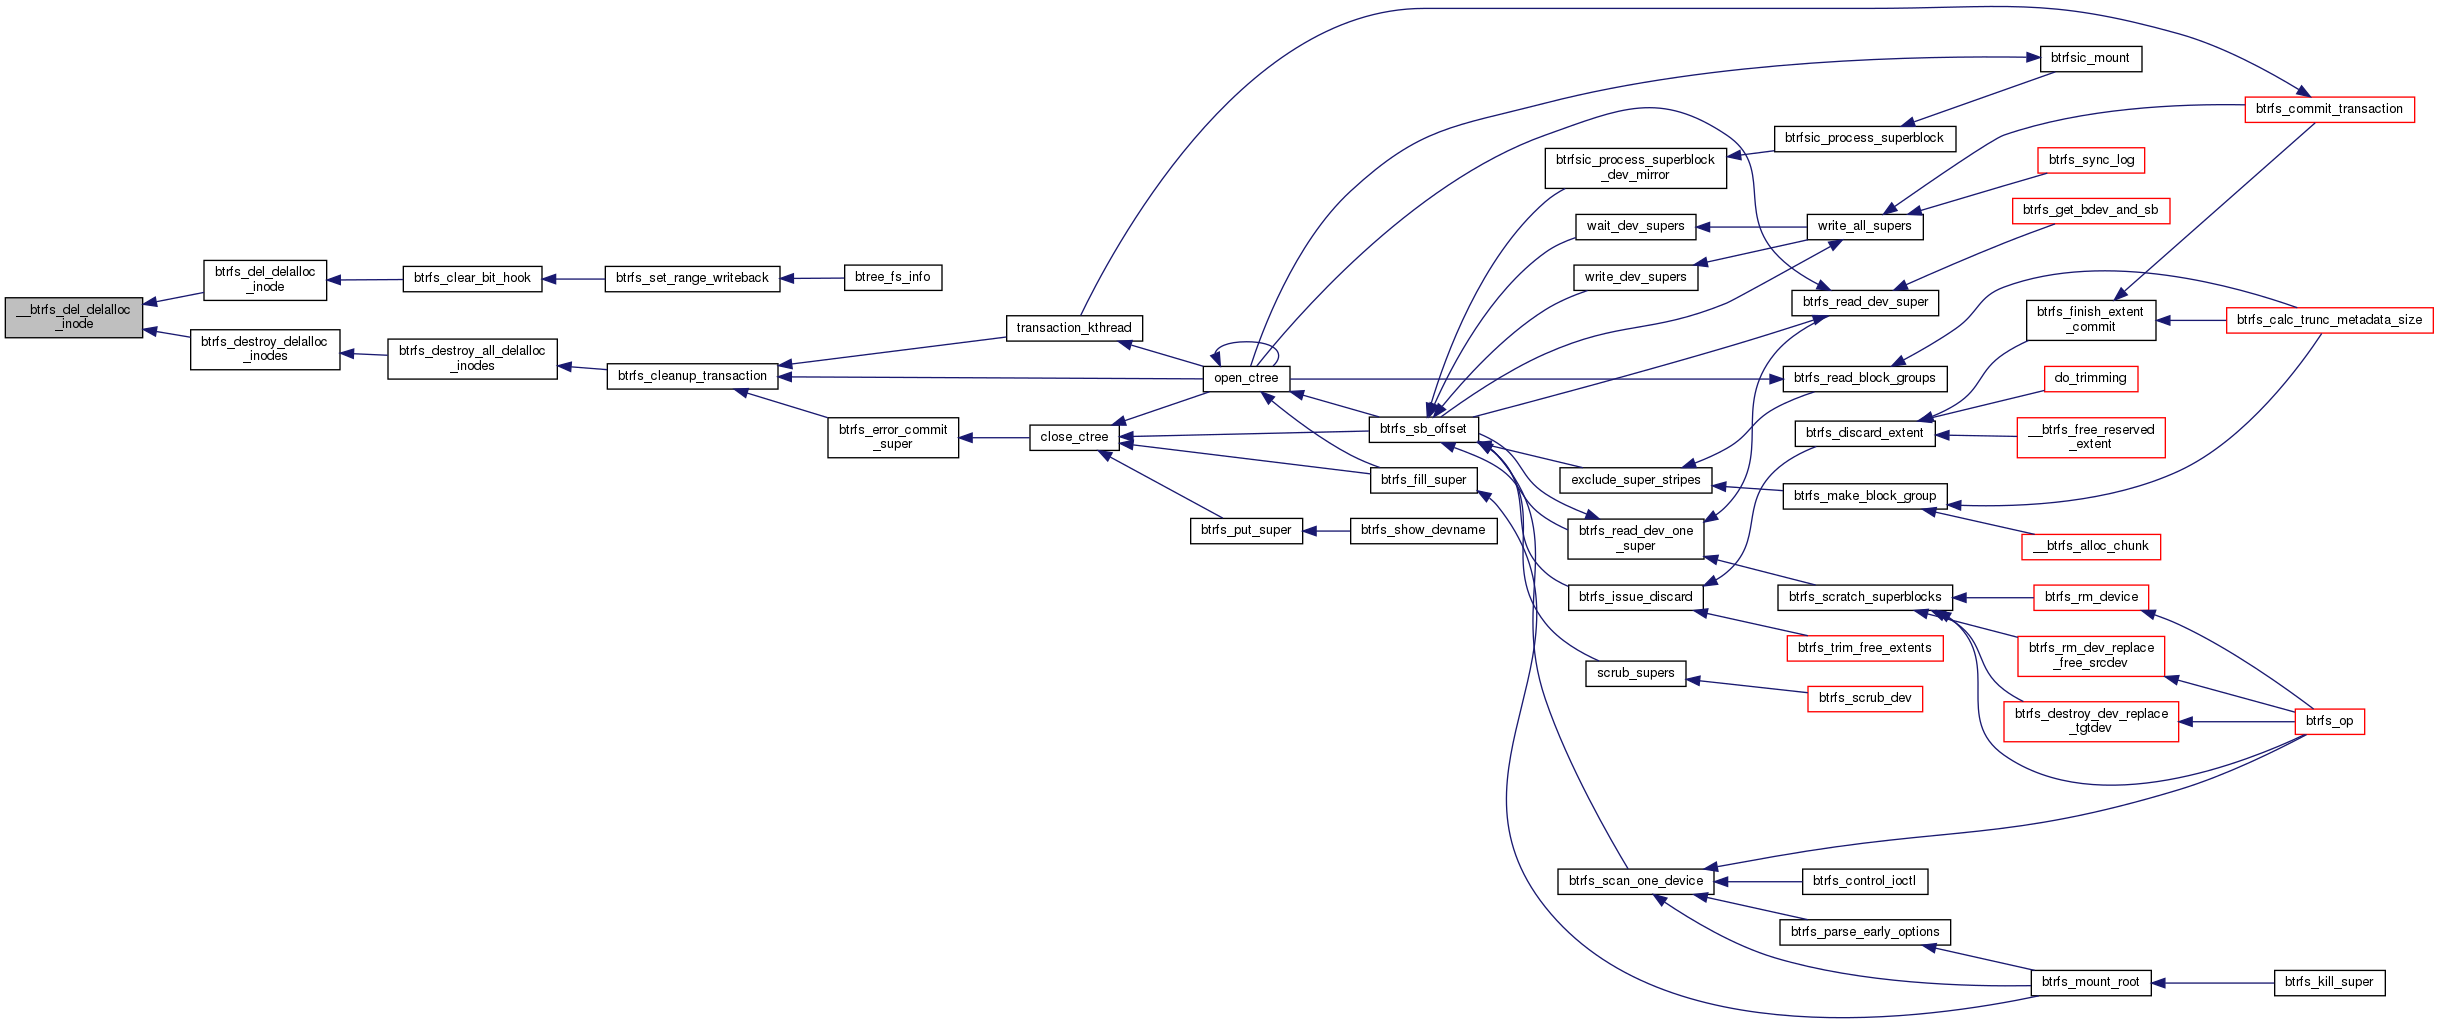 __btrfs_del_delalloc
_inode
btrfs_del_delalloc
_inode
btrfs_clear_bit_hook
btrfs_set_range_writeback
btree_fs_info
btrfs_destroy_delalloc
_inodes
btrfs_destroy_all_delalloc
_inodes
btrfs_cleanup_transaction
transaction_kthread
btrfs_error_commit
_super
close_ctree
open_ctree
btrfs_put_super
btrfs_show_devname
btrfs_sb_offset
btrfs_fill_super
btrfsic_process_superblock
_dev_mirror
wait_dev_supers
write_dev_supers
exclude_super_stripes
btrfs_read_dev_one
_super
btrfs_issue_discard
scrub_supers
btrfs_scan_one_device
btrfsic_process_superblock
write_all_supers
btrfs_read_dev_super
btrfs_read_block_groups
btrfs_discard_extent
btrfs_make_block_group
btrfs_scratch_superblocks
btrfs_trim_free_extents
btrfs_scrub_dev
btrfs_control_ioctl
btrfs_parse_early_options
btrfsic_mount
btrfs_sync_log
btrfs_get_bdev_and_sb
btrfs_finish_extent
_commit
do_trimming
__btrfs_free_reserved
_extent
__btrfs_alloc_chunk
btrfs_rm_device
btrfs_rm_dev_replace
_free_srcdev
btrfs_destroy_dev_replace
_tgtdev
btrfs_mount_root
btrfs_commit_transaction
btrfs_calc_trunc_metadata_size
btrfs_op
btrfs_kill_super